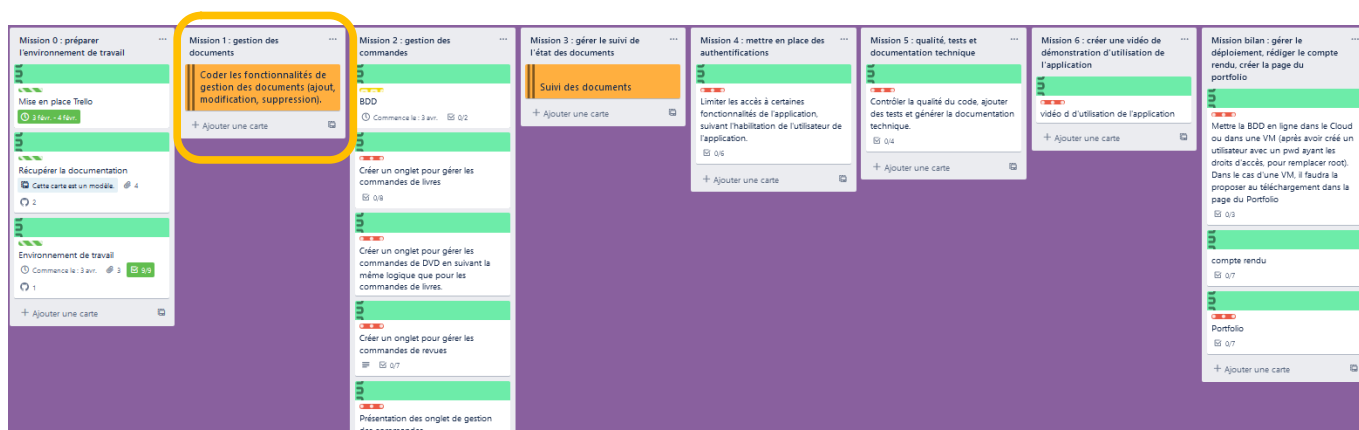 Mission 0 : préparer
l'environnement de travail
Mise en place Trello
3 févr. - 4 févr.
Récupérer la documentation
Cette carte est un modèle.
4
2
Environnement de travail
Commence le : 3 avr.
3
9/9
1
+ Ajouter une carte
Mission 1 : gestion des
documents
Coder les fonctionnalités de
gestion des documents (ajout,
modification, suppression).
+ Ajouter une carte
Mission 2 : gestion des
commandes
BDD
Commence le : 3 avr.
0/2
Créer un onglet pour gérer les
commandes de livres
0/8
Créer un onglet pour gérer les
commandes de DVD en suivant la
même logique que pour les
commandes de livres.
Créer un onglet pour gérer les
commandes de revues
0/7
Présentation des onglet de gestion
des commandes
Mission 3 : gérer le suivi de
l'état des documents
Suivi des documents
+ Ajouter une carte
Mission 4 : mettre en place des
authentifications
Limiter les accès à certaines
fonctionnalités de l'application,
suivant l'habilitation de l'utilisateur de
l'application.
0/6
+ Ajouter une carte
Mission 5 : qualité, tests et
documentation technique
Contrôler la qualité du code, ajouter
des tests et générer la documentation
technique.
0/4
+ Ajouter une carte
Mission 6 : créer une vidéo de
démonstration d'utilisation de
l'application
vidéo d d'utilisation de l'application
+ Ajouter une carte
Mission bilan : gérer le
déploiement, rédiger le compte
rendu, créer la page du
portfolio
Mettre la BDD en ligne dans le Cloud
ou dans une VM (après avoir créé un
utilisateur avec un pwd ayant les
droits d'accès, pour remplacer root).
Dans le cas d'une VM, il faudra la
proposer au téléchargement dans la
page du Portfolio
0/3
compte rendu
0/7
Portfolio
0/7
+ Ajouter une carte